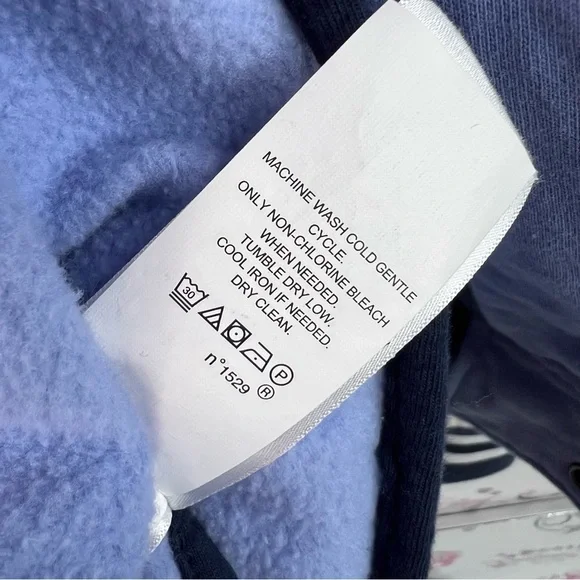 MACHINE WASH COLD GENTLE
CYCLE.
ONLY NON-CHLORINE BLEACH
WHEN NEEDED.
TUMBLE DRY LOW.
COOL IRON IF NEEDED.
DRY CLEAN.
30 P
n°1529 ®